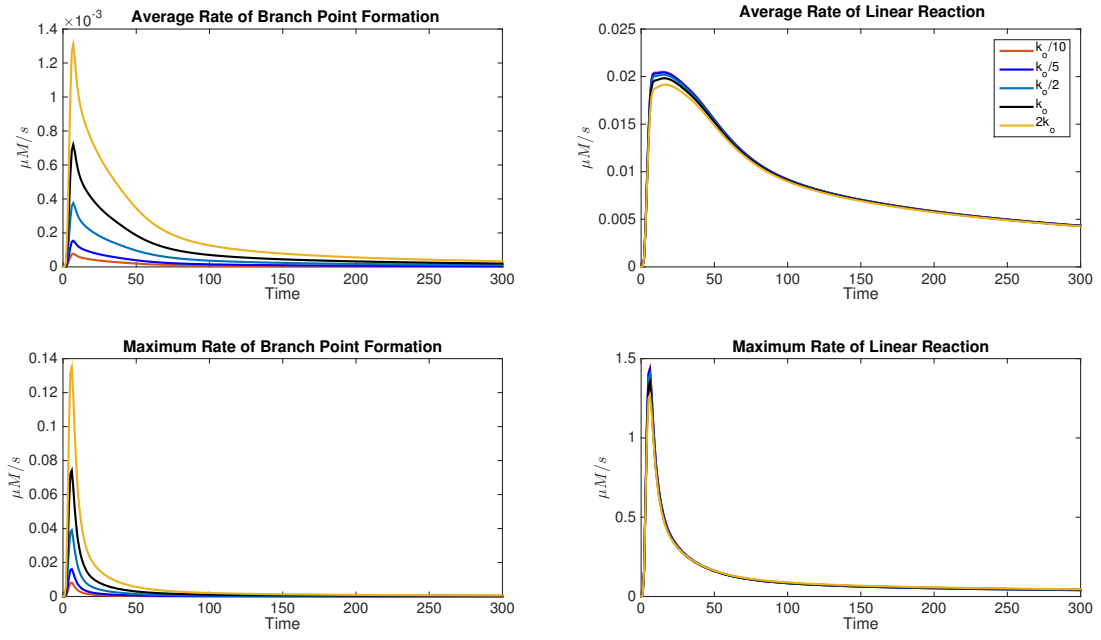 Average Rate of Branch Point Formation
×10⁻³
1.4
1.2
1
0.8
0.6
0.4
0.2
0
μM/s
0 50 100 150 200 250 300
Time
Average Rate of Linear Reaction
0.025
0.02
0.015
0.01
0.005
0
μM/s
k_o/10
k_o/5
k_o/2
k_o
2k_o
0 50 100 150 200 250 300
Time
Maximum Rate of Branch Point Formation
0.14
0.12
0.1
0.08
0.06
0.04
0.02
0
μM/s
0 50 100 150 200 250 300
Time
Maximum Rate of Linear Reaction
1.5
1
0.5
0
μM/s
0 50 100 150 200 250 300
Time